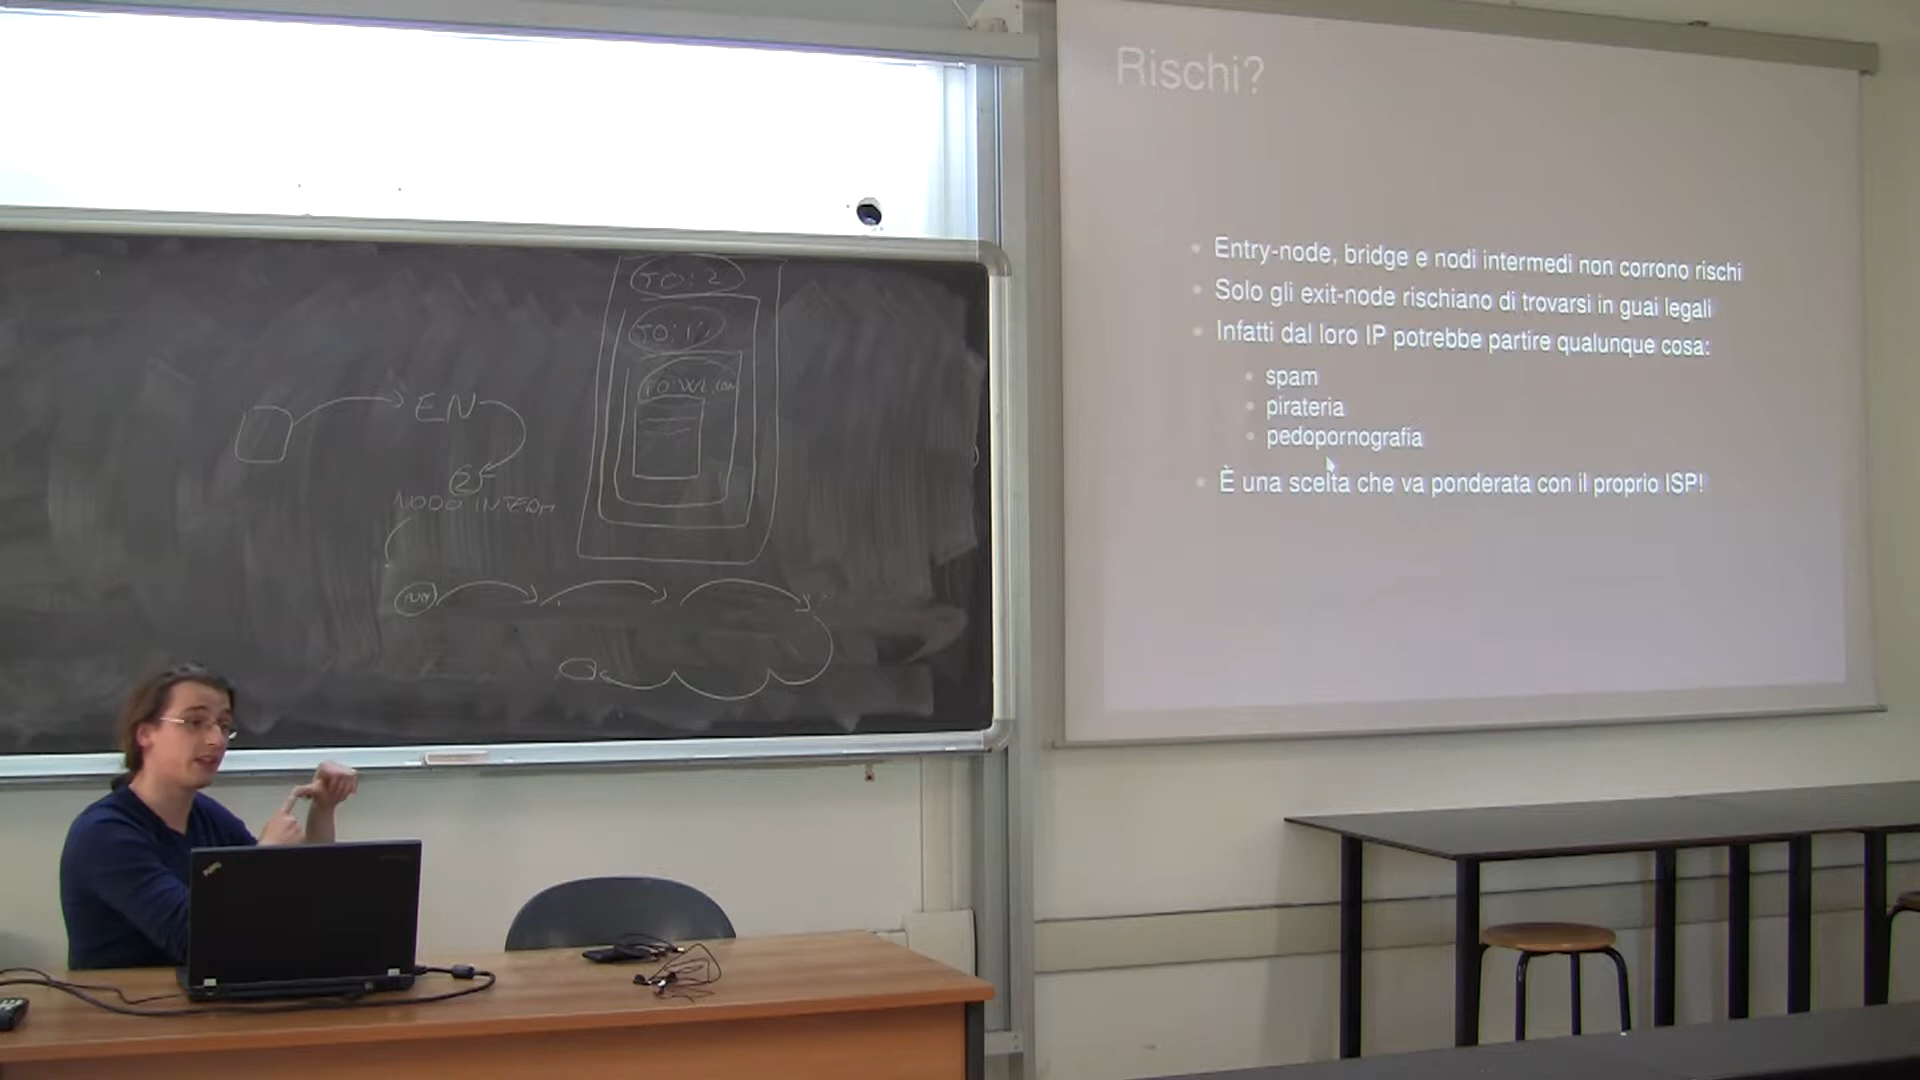 Rischi?
Entry-node, bridge e nodi intermedi non corrono rischi
Solo gli exit-node rischiano di trovarsi in guai legali
Infatti dal loro IP potrebbe partire qualunque cosa:
spam
pirateria
pedopornografia
È una scelta che va ponderata con il proprio ISP!
TO: 2
TO: 1
EN
2
NODO INTERM